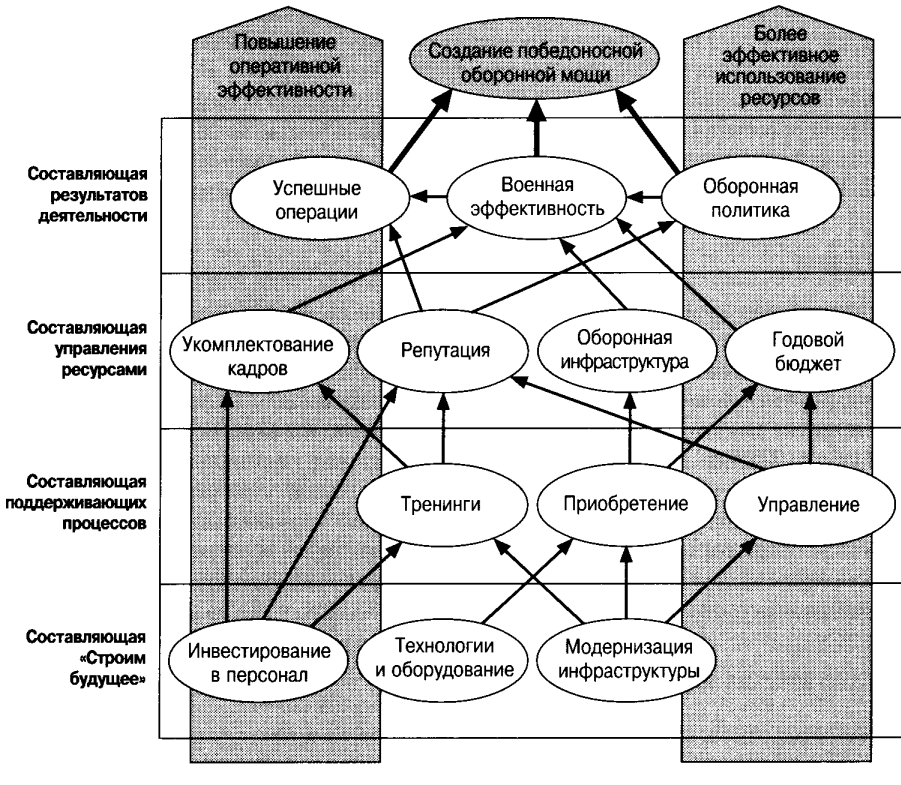 Повышение
оперативной
эффективности
Создание победоносной
оборонной мощи
Более
эффективное
использование
ресурсов
Составляющая
результатов
деятельности
Успешные
операции
Военная
эффективность
Оборонная
политика
Составляющая
управления
ресурсами
Укомплектование
кадров
Репутация
Оборонная
инфраструктура
Годовой
бюджет
Составляющая
поддерживающих
процессов
Тренинги
Приобретение
Управление
Составляющая
«Строим
будущее»
Инвестирование
в персонал
Технологии
и оборудование
Модернизация
инфраструктуры